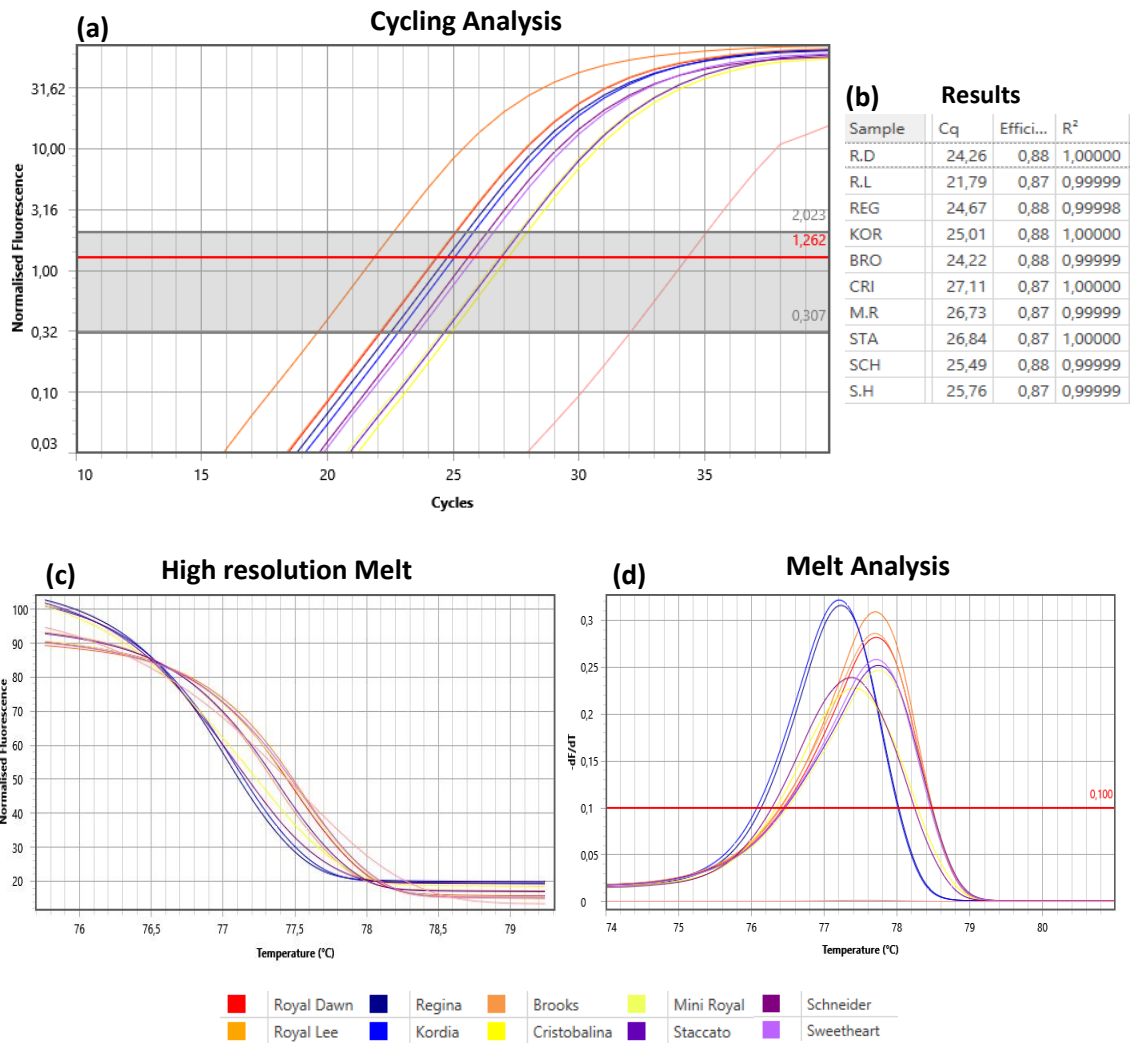 (a) Cycling Analysis
Normalised Fluorescence
31,62
10,00
3,16
1,00
0,32
0,10
0,03
2,023
1,262
0,307
10 15 20 25 30 35
Cycles
(b) Results
Sample Cq Effici... R²
R.D 24,26 0,88 1,00000
R.L 21,79 0,87 0,99999
REG 24,67 0,88 0,99998
KOR 25,01 0,88 1,00000
BRO 24,22 0,88 0,99999
CRI 27,11 0,87 1,00000
M.R 26,73 0,87 0,99999
STA 26,84 0,87 1,00000
SCH 25,49 0,88 0,99999
S.H 25,76 0,87 0,99999
(c) High resolution Melt
Normalised Fluorescence
100
90
80
70
60
50
40
30
20
76 76,5 77 77,5 78 78,5 79
Temperature (°C)
(d) Melt Analysis
-dF/dT
0,3
0,25
0,2
0,15
0,1
0,05
0
0,100
74 75 76 77 78 79 80
Temperature (°C)
Royal Dawn Regina Brooks Mini Royal Schneider
Royal Lee Kordia Cristobalina Staccato Sweetheart